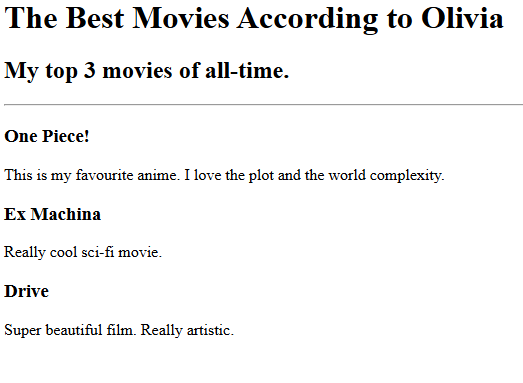 The Best Movies According to Olivia
My top 3 movies of all-time.
One Piece!
This is my favourite anime. I love the plot and the world complexity.
Ex Machina
Really cool sci-fi movie.
Drive
Super beautiful film. Really artistic.